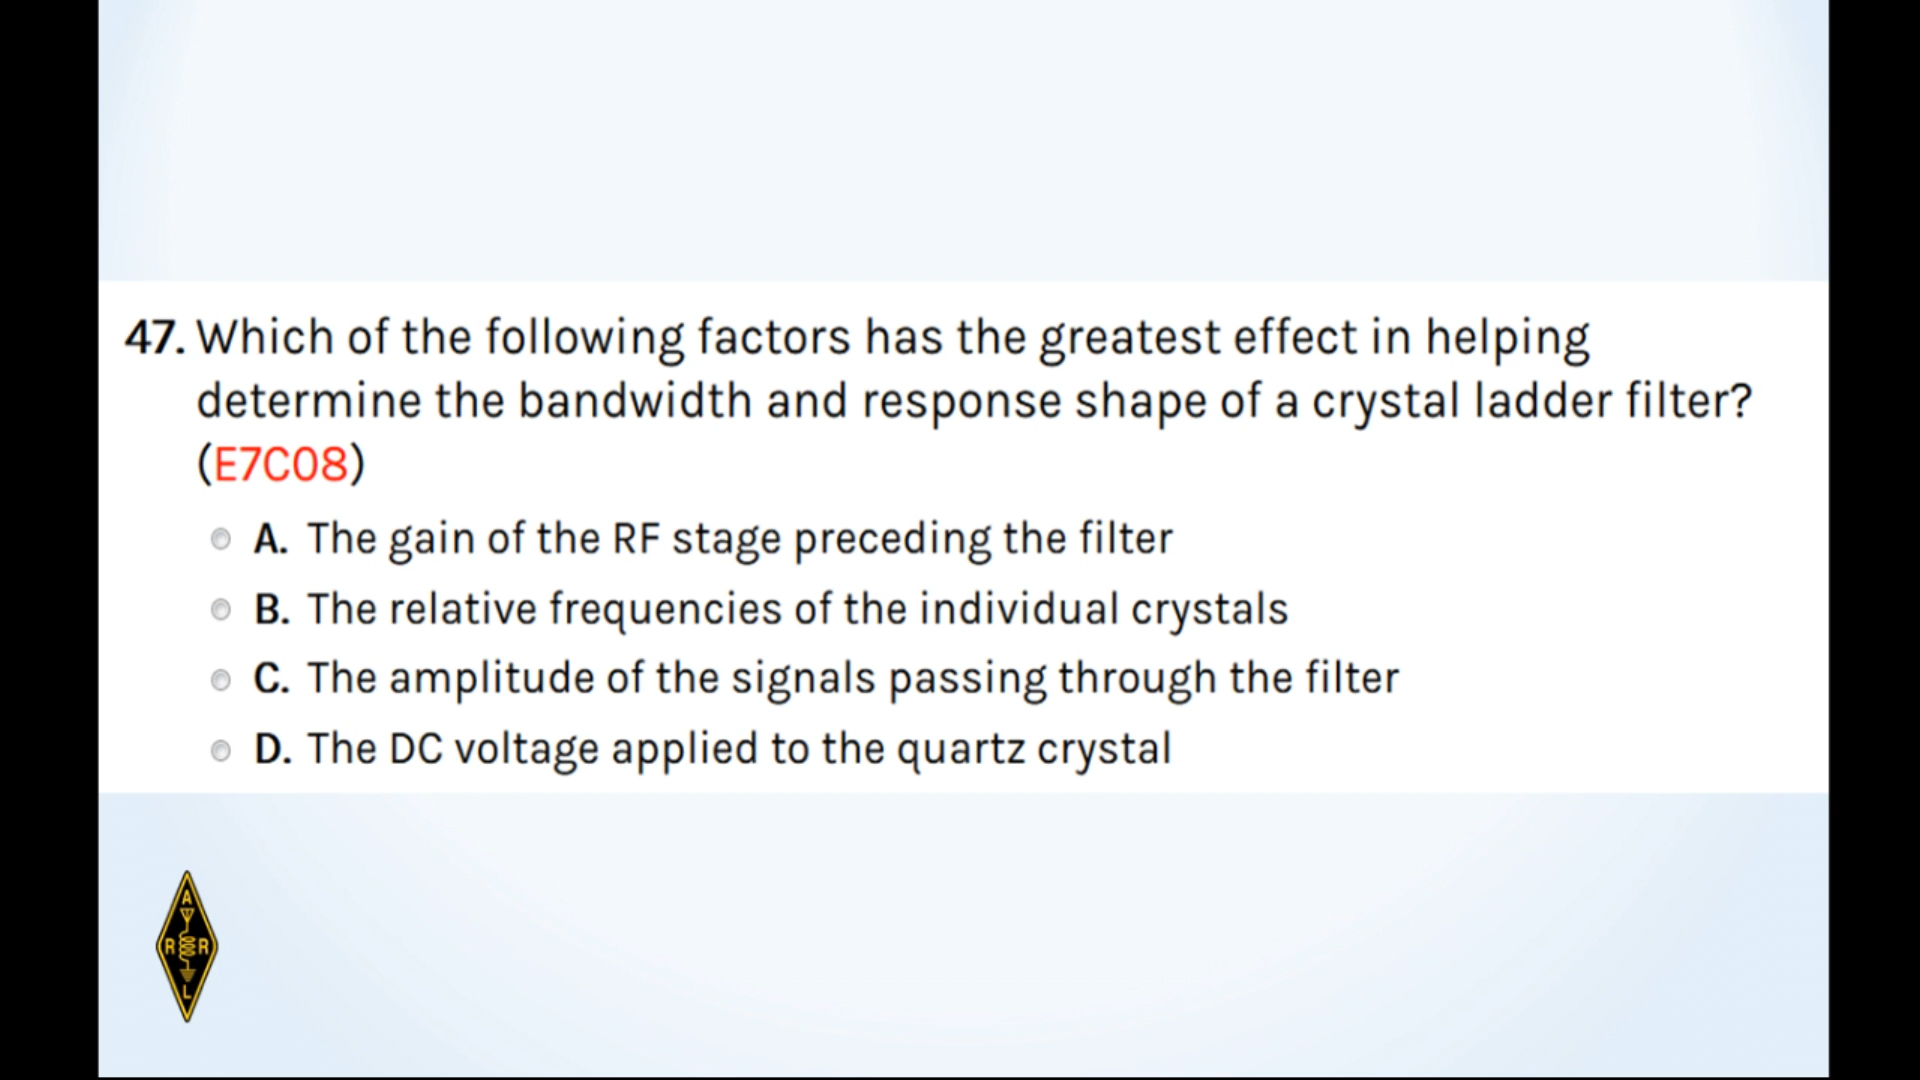 47. Which of the following factors has the greatest effect in helping
determine the bandwidth and response shape of a crystal ladder filter?
(E7C08)
A. The gain of the RF stage preceding the filter
B. The relative frequencies of the individual crystals
C. The amplitude of the signals passing through the filter
D. The DC voltage applied to the quartz crystal
A
R R
L